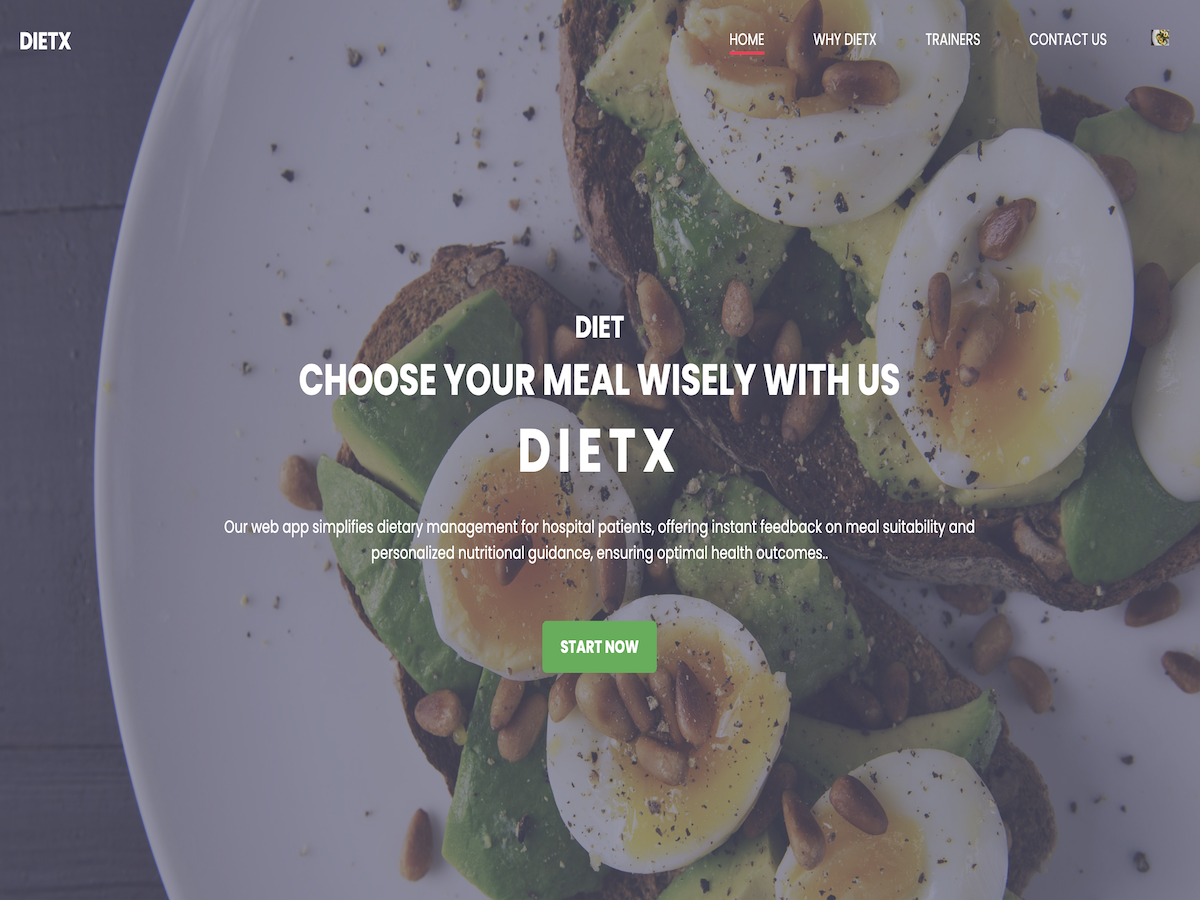 DIETX
HOME
WHY DIETX
TRAINERS
CONTACT US
DIET
CHOOSE YOUR MEAL WISELY WITH US
DIETX
Our web app simplifies dietary management for hospital patients, offering instant feedback on meal suitability and
personalized nutritional guidance, ensuring optimal health outcomes..
START NOW